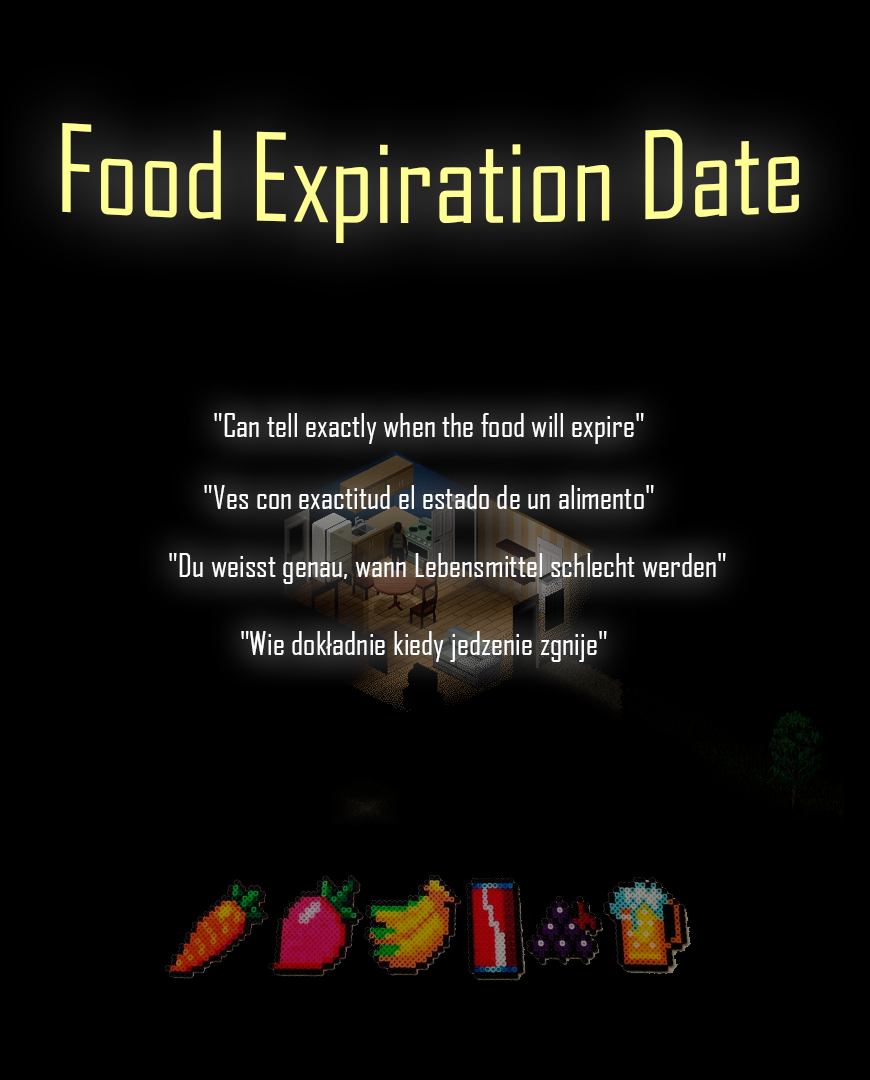 Food Expiration Date
"Can tell exactly when the food will expire"
"Ves con exactitud el estado de un alimento"
"Du weisst genau, wann Lebensmittel schlecht werden"
"Wie dokładnie kiedy jedzenie zgnije"